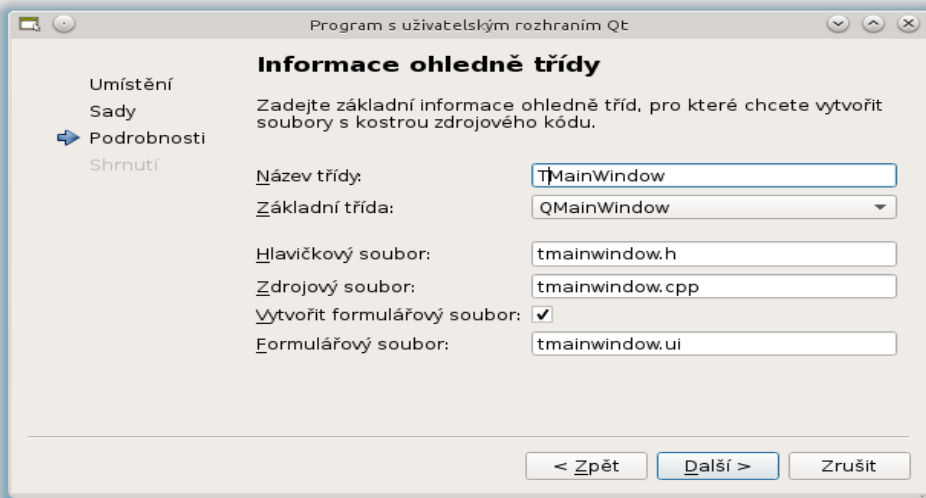 Program s uživatelským rozhraním Qt
Umístění
Sady
Podrobnosti
Shrnutí
Informace ohledně třídy
Zadejte základní informace ohledně tříd, pro které chcete vytvořit
soubory s kostrou zdrojového kódu.
Název třídy: TMainWindow
Základní třída: QMainWindow
Hlavičkový soubor: tmainwindow.h
Zdrojový soubor: tmainwindow.cpp
Vytvořit formulářový soubor:
Formulářový soubor: tmainwindow.ui
< Zpět Další > Zrušit